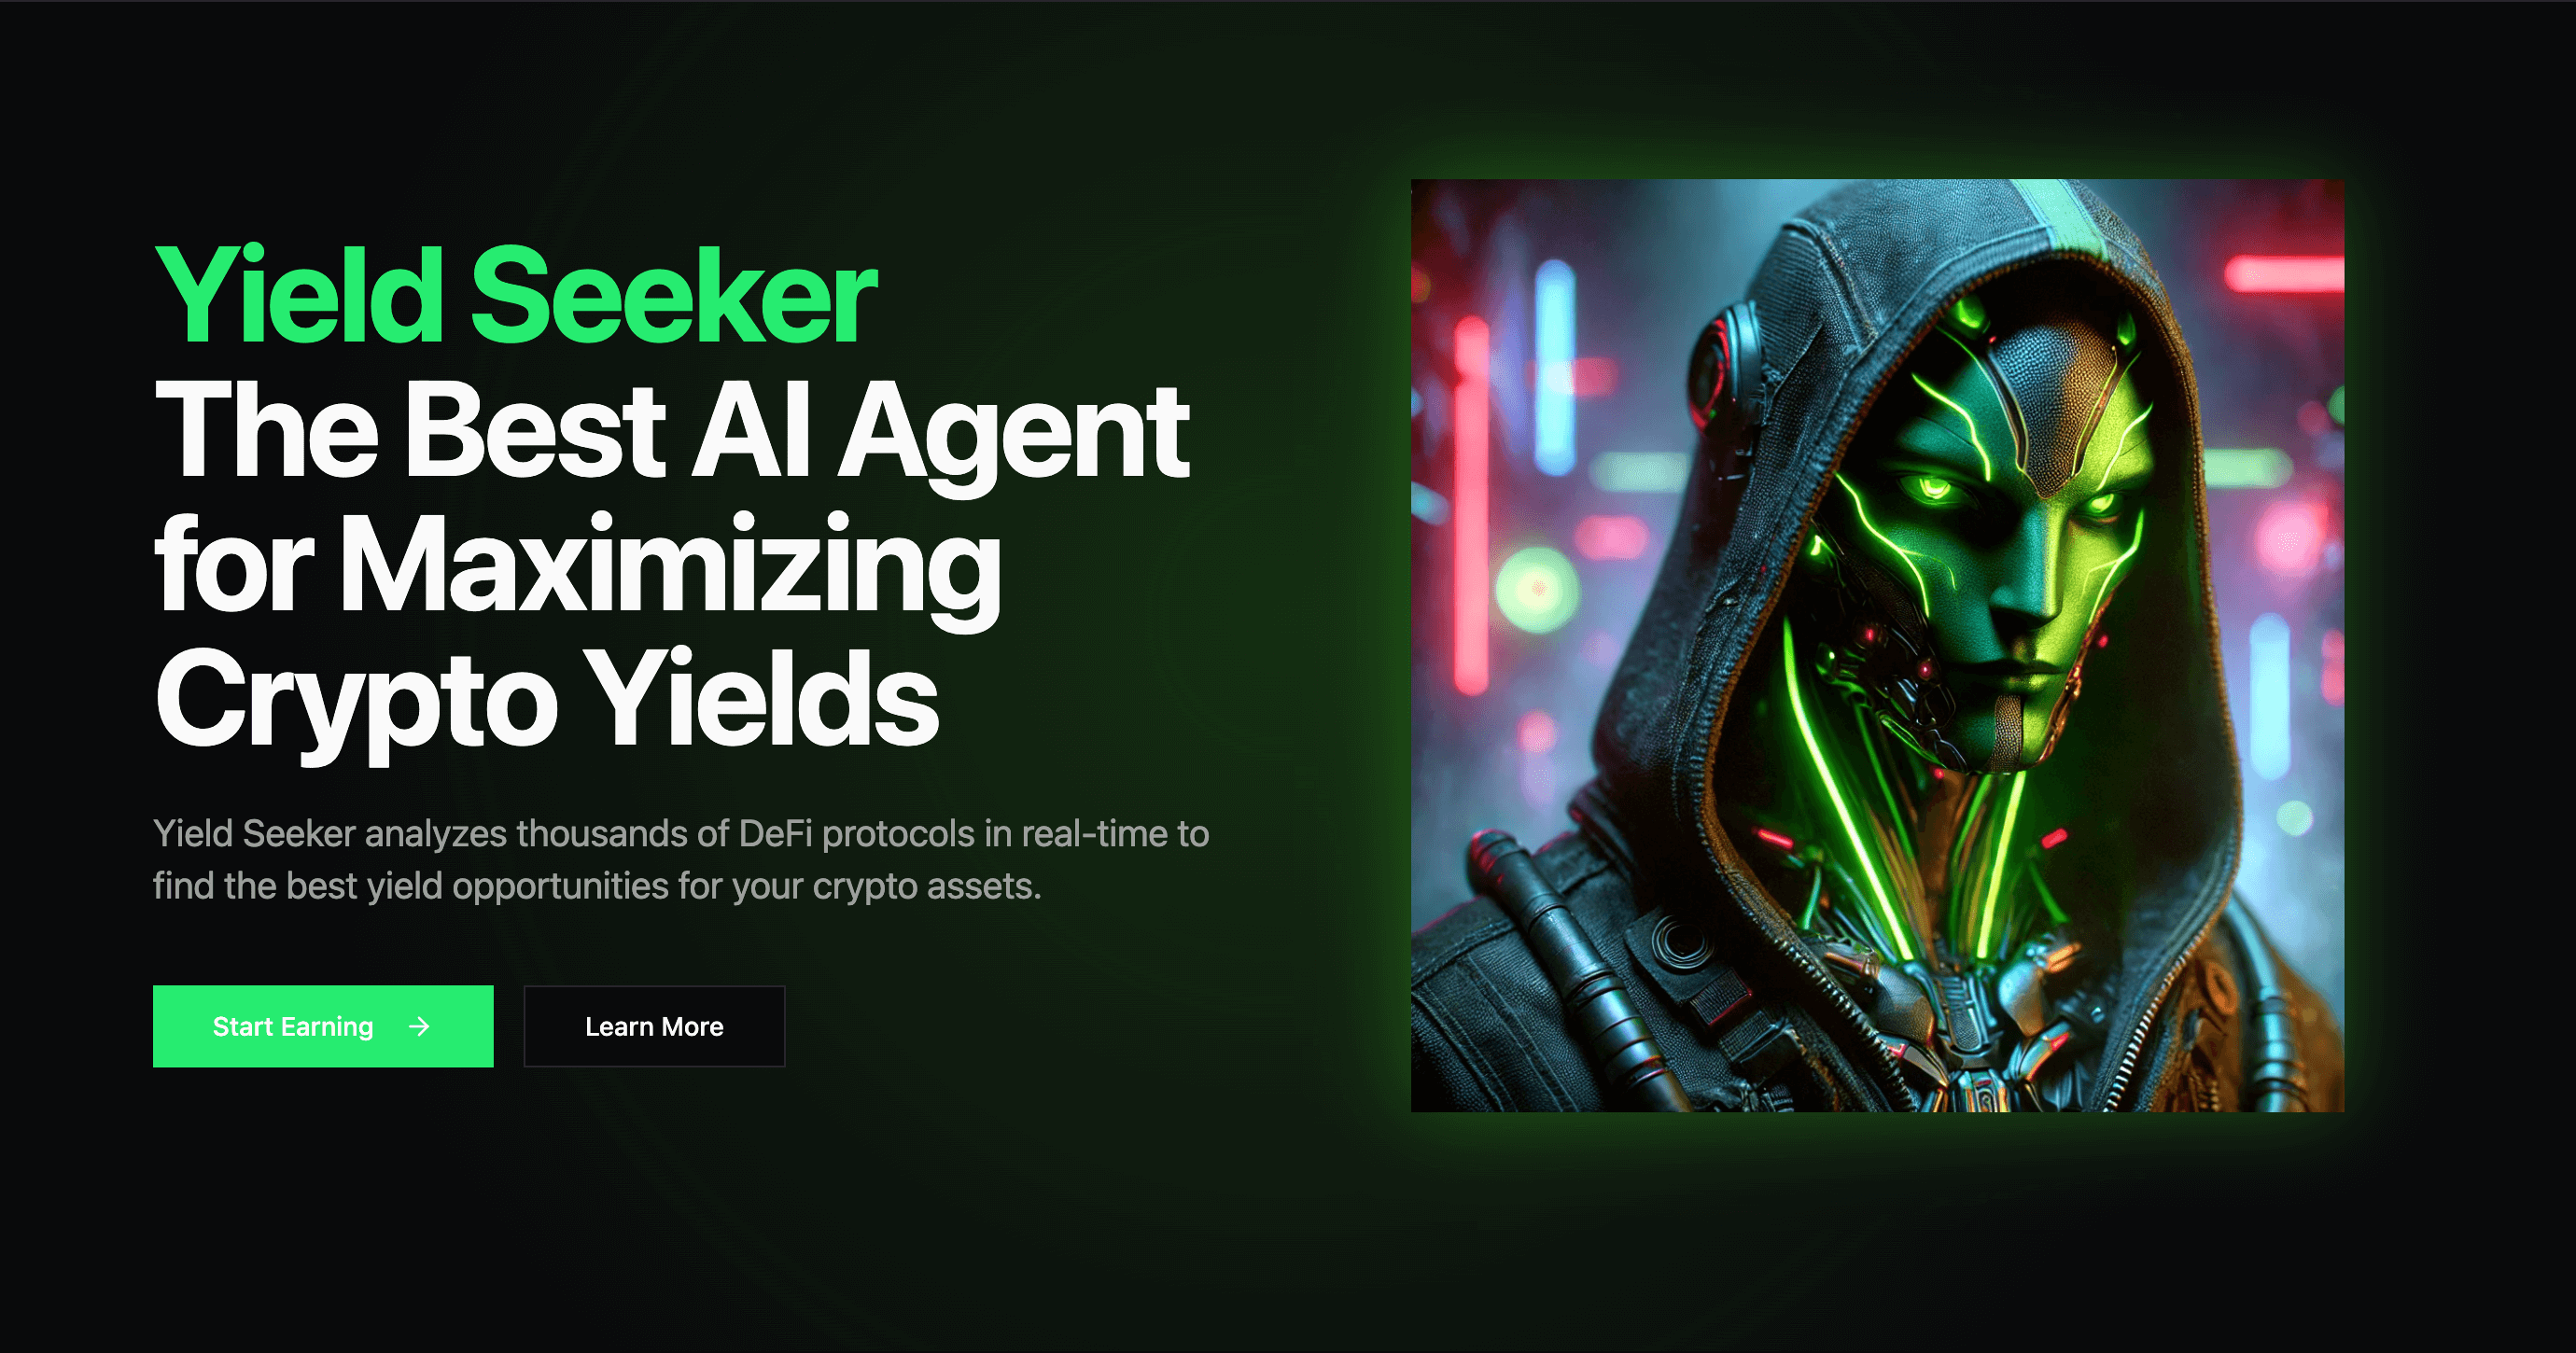 Yield Seeker
The Best AI Agent
for Maximizing
Crypto Yields
Yield Seeker analyzes thousands of DeFi protocols in real-time to
find the best yield opportunities for your crypto assets.
Start Earning →
Learn More